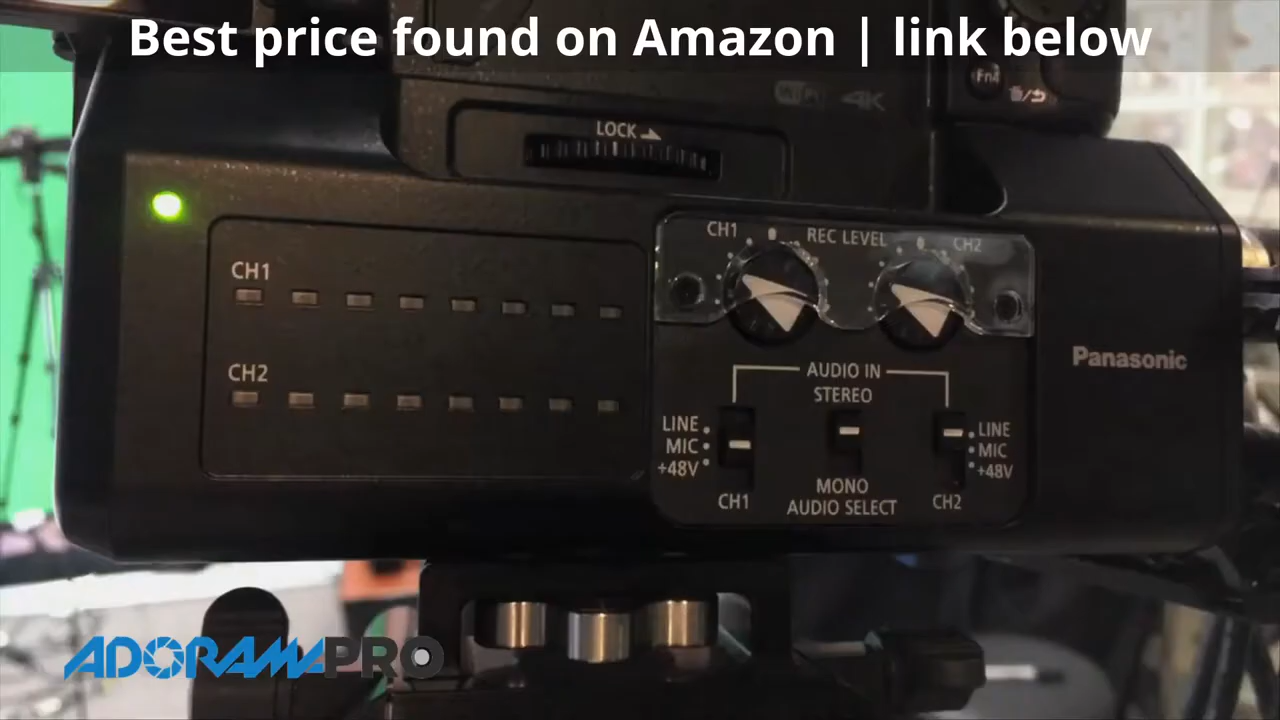 Best price found on Amazon | link below
Fn4
WiFi 4K
LOCK
CH1 REC LEVEL CH2
CH1
CH2
Panasonic
AUDIO IN
STEREO
LINE
MIC
+48V
LINE
MIC
+48V
MONO
CH1 AUDIO SELECT CH2
ADORAMAPRO